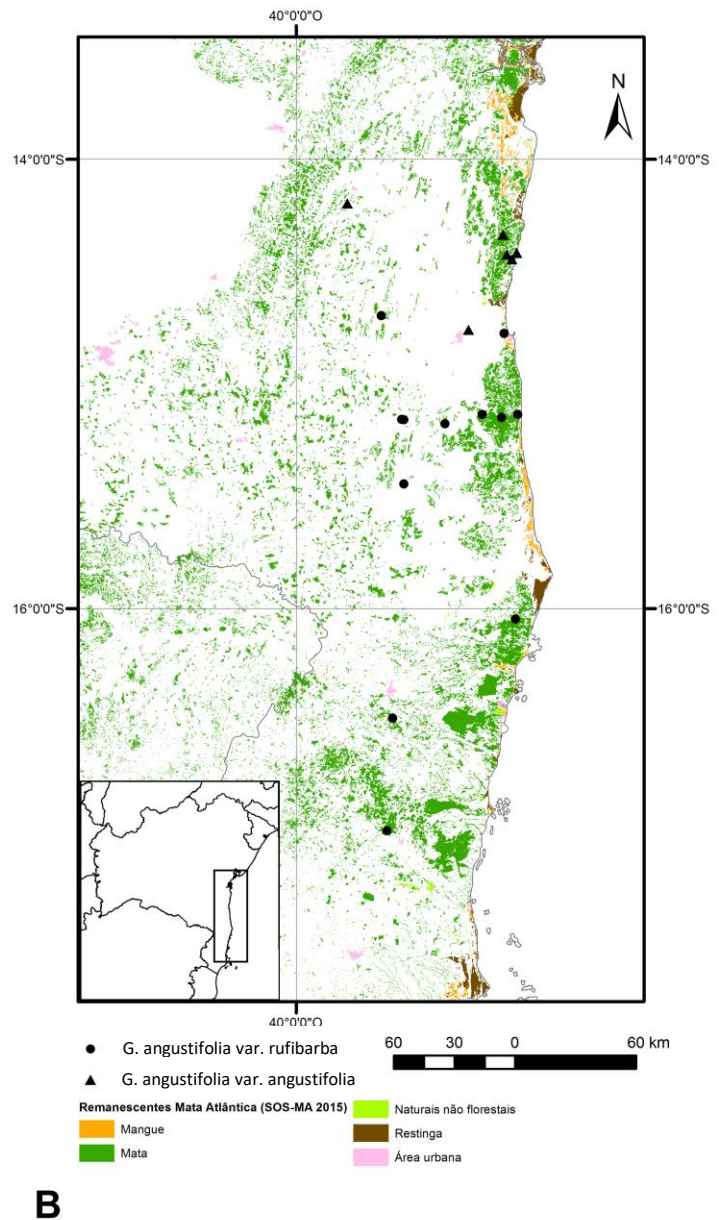 40°0'0"O
N
14°0'0"S
14°0'0"S
16°0'0"S
16°0'0"S
40°0'0"O
G. angustifolia var. rufibarba
60 30 0 60 km
G. angustifolia var. angustifolia
Remanescentes Mata Atlântica (SOS-MA 2015)
Mangue
Mata
Naturais não florestais
Restinga
Área urbana
B